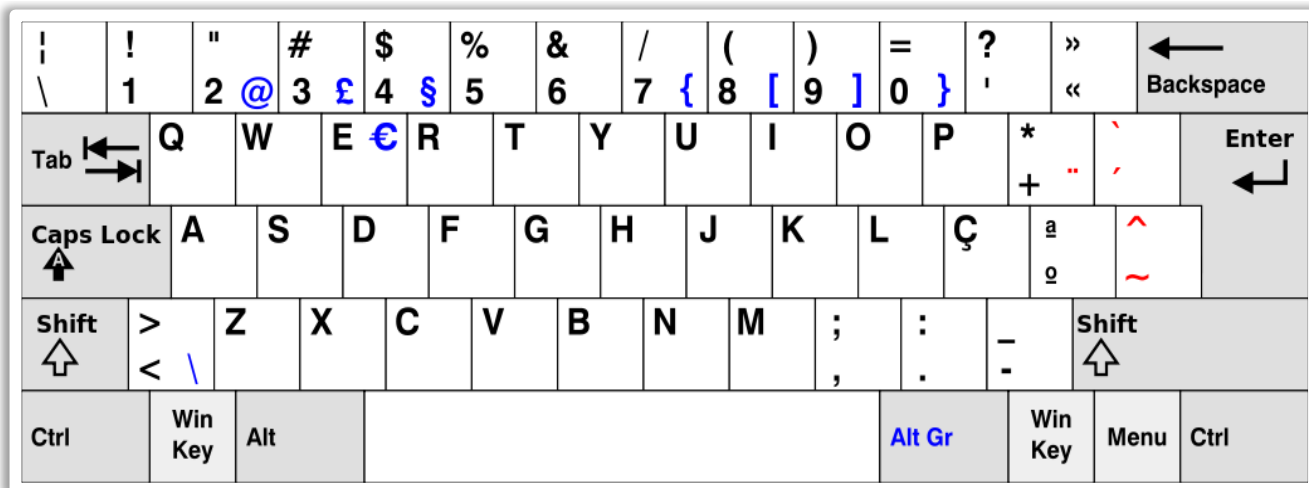 ¦ ! " # $ % & / ( ) = ? »
\ 1 2 @ 3 £ 4 § 5 6 7 { 8 [ 9 ] 0 } ' « Backspace
Tab Q W E € R T Y U I O P * ` Enter
+ ¨ ´
Caps Lock A S D F G H J K L Ç ª ^
A º ~
Shift > Z X C V B N M ; : _ Shift
< \ , . -
Ctrl Win Key Alt Alt Gr Win Key Menu Ctrl